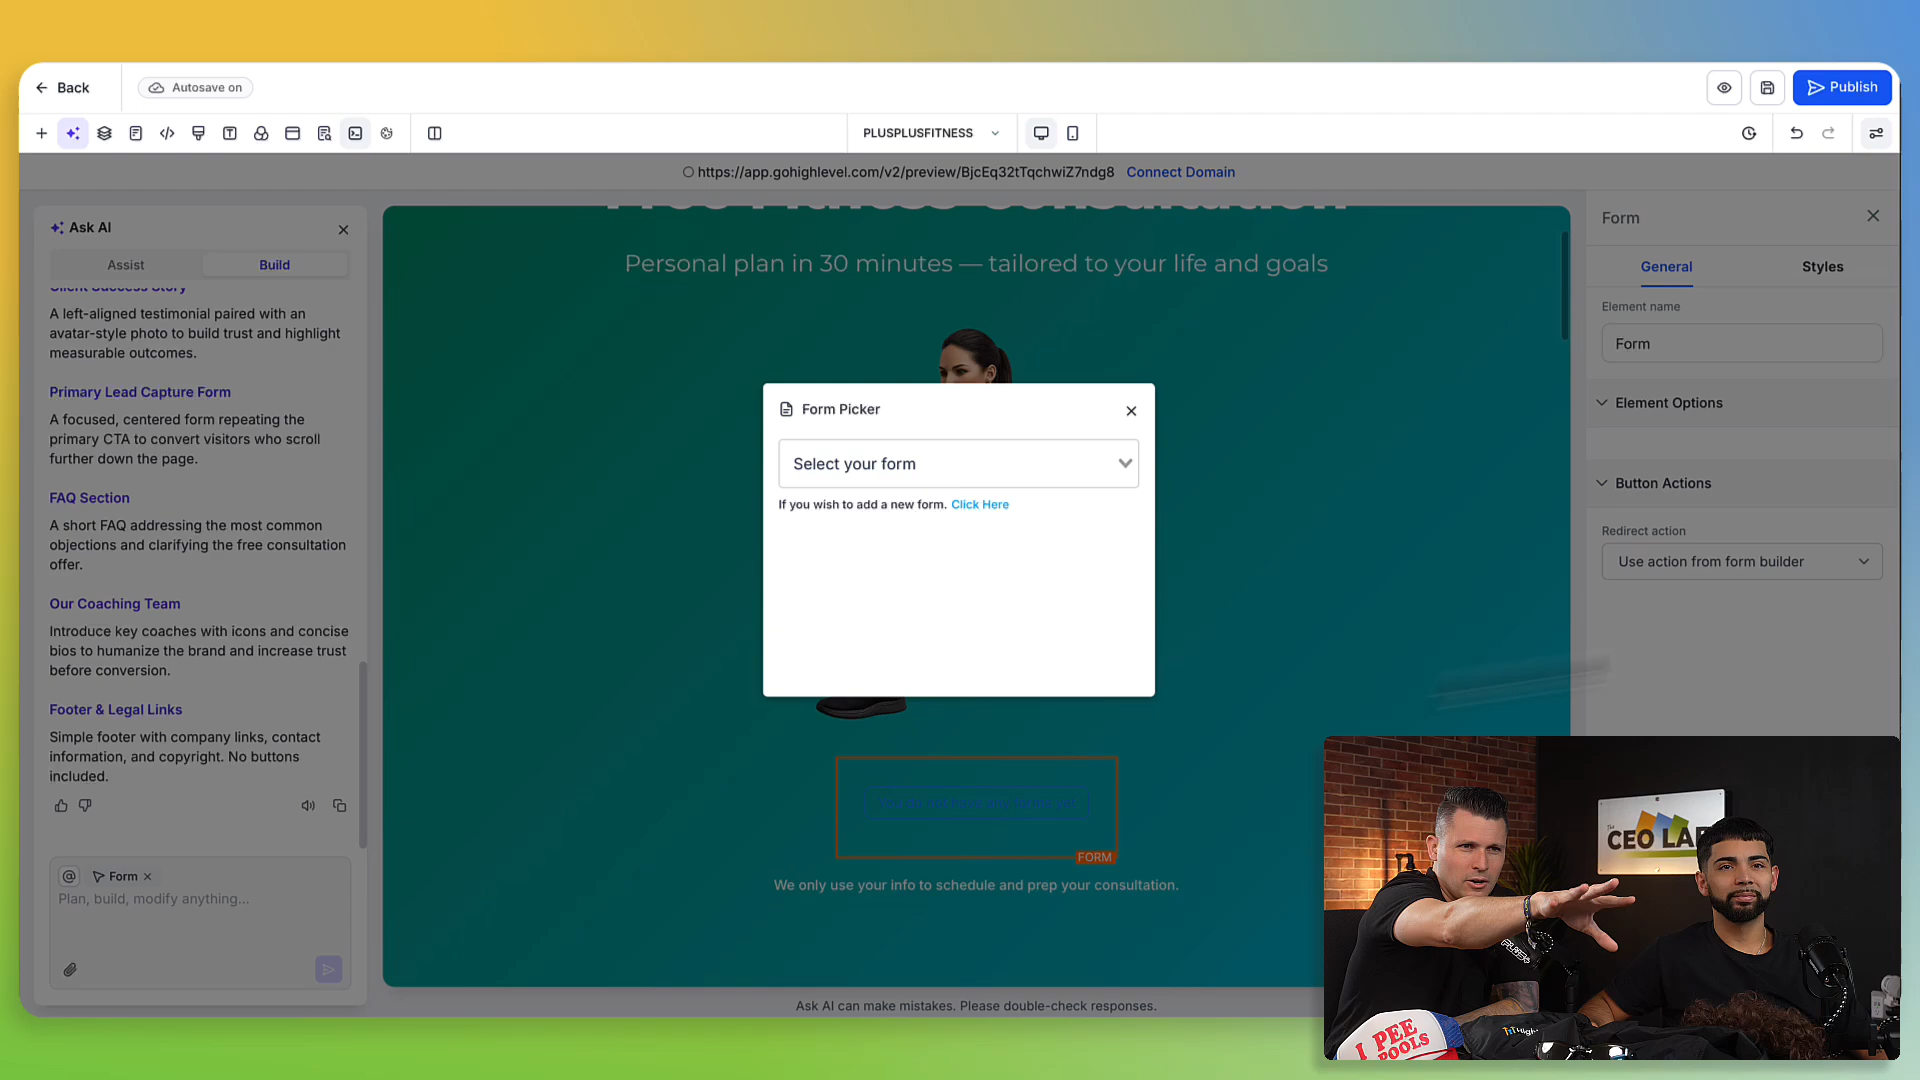 Back
Autosave on
Publish
PLUSPLUSFITNESS
https://app.gohighlevel.com/v2/preview/BjcEq32tTqchwiZ7ndg8 Connect Domain
Ask AI
Assist
Build
Client Success Story
A left-aligned testimonial paired with an
avatar-style photo to build trust and highlight
measurable outcomes.
Primary Lead Capture Form
A focused, centered form repeating the
primary CTA to convert visitors who scroll
further down the page.
FAQ Section
A short FAQ addressing the most common
objections and clarifying the free consultation
offer.
Our Coaching Team
Introduce key coaches with icons and concise
bios to humanize the brand and increase trust
before conversion.
Footer & Legal Links
Simple footer with company links, contact
information, and copyright. No buttons
included.
@ Form
Plan, build, modify anything...
Free Fitness Consultation
Personal plan in 30 minutes — tailored to your life and goals
Form Picker
Select your form
If you wish to add a new form. Click Here
FORM
We only use your info to schedule and prep your consultation.
Ask AI can make mistakes. Please double-check responses.
Form
General
Styles
Element name
Form
Element Options
Button Actions
Redirect action
Use action from form builder
The
CEO LA
I PEE
POOLS